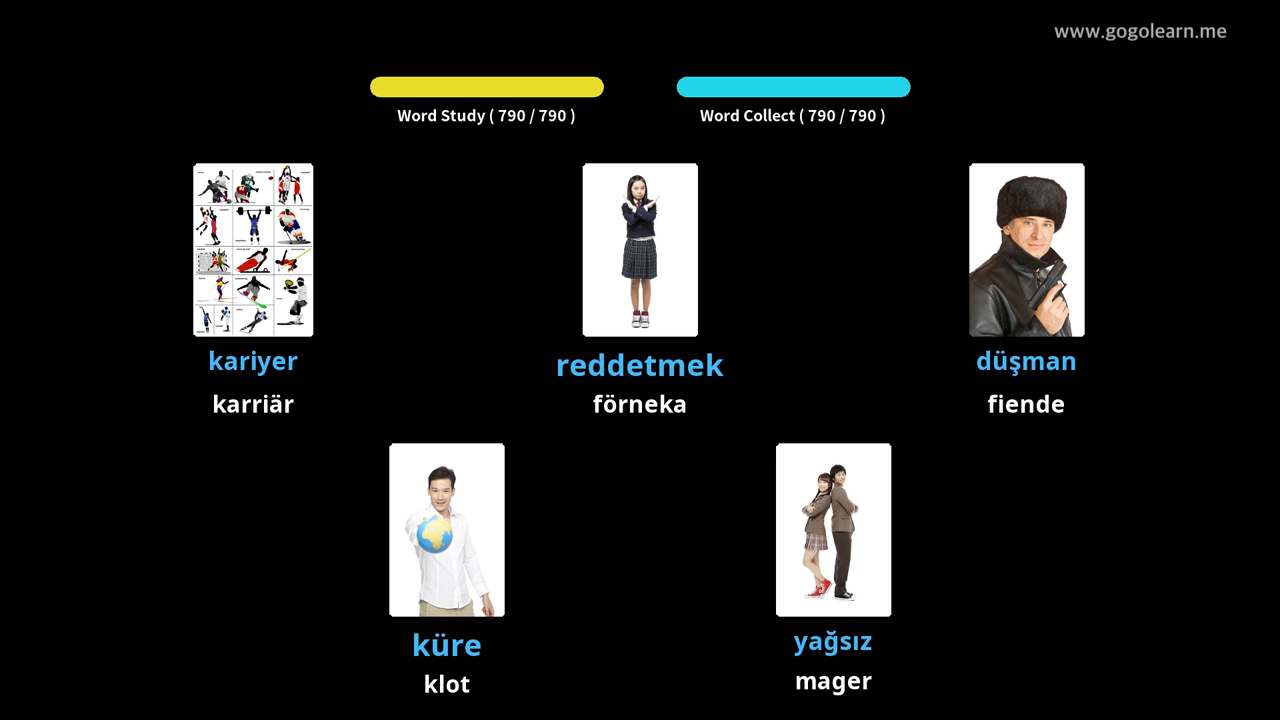 www.gogolearn.me
Word Study ( 790 / 790 )
Word Collect ( 790 / 790 )
kariyer
karriär
reddetmek
förneka
düşman
fiende
küre
klot
yağsız
mager